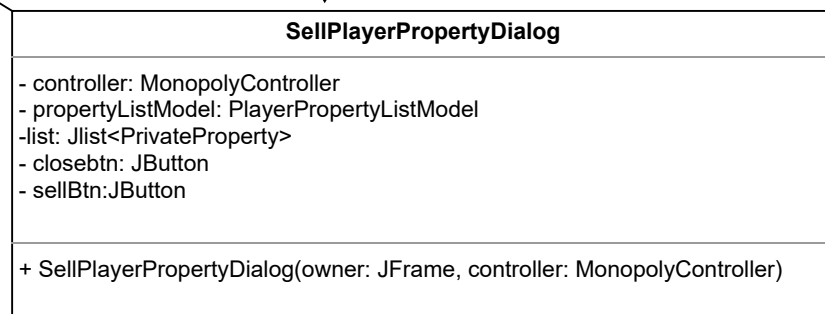 SellPlayerPropertyDialog
- controller: MonopolyController
- propertyListModel: PlayerPropertyListModel
-list: Jlist<PrivateProperty>
- closebtn: JButton
- sellBtn:JButton
+ SellPlayerPropertyDialog(owner: JFrame, controller: MonopolyController)